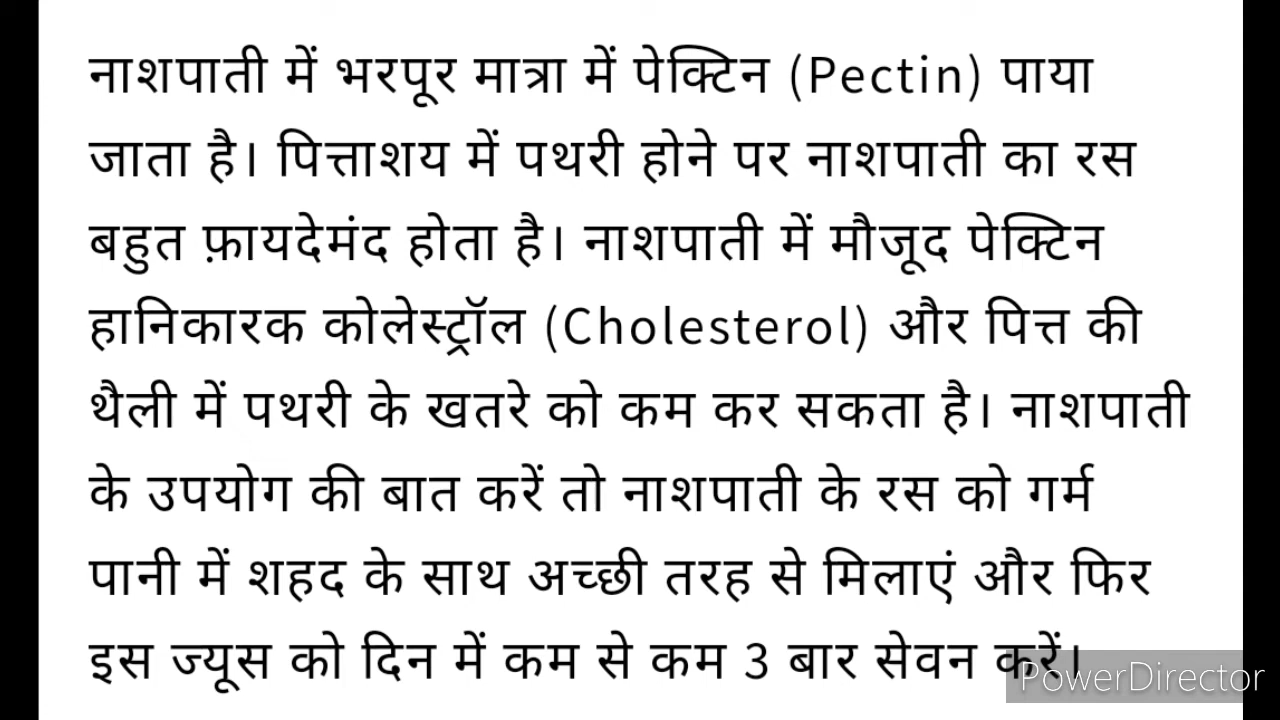 नाशपाती में भरपूर मात्रा में पेक्टिन (Pectin) पाया
जाता है। पित्ताशय में पथरी होने पर नाशपाती का रस
बहुत फ़ायदेमंद होता है। नाशपाती में मौजूद पेक्टिन
हानिकारक कोलेस्ट्रॉल (Cholesterol) और पित्त की
थैली में पथरी के खतरे को कम कर सकता है। नाशपाती
के उपयोग की बात करें तो नाशपाती के रस को गर्म
पानी में शहद के साथ अच्छी तरह से मिलाएं और फिर
इस ज्यूस को दिन में कम से कम 3 बार सेवन करें।
PowerDirector